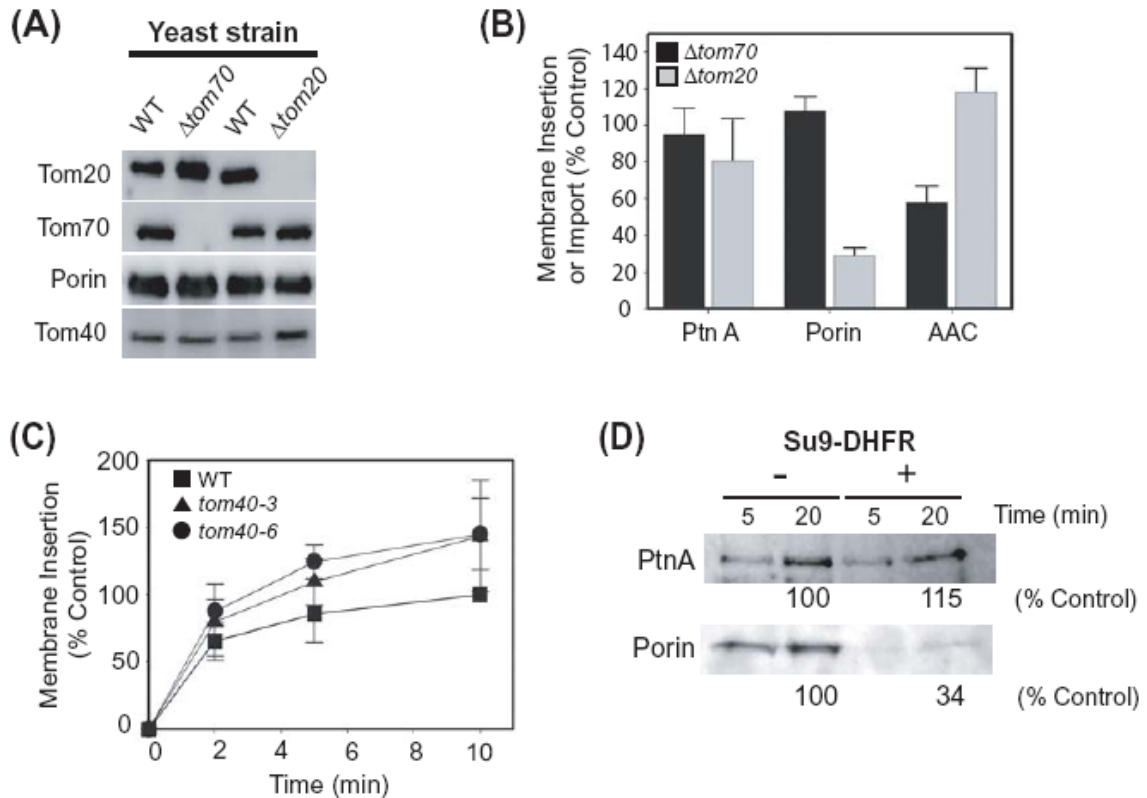 (A)
Yeast strain
WT Δtom70 WT Δtom20
Tom20
Tom70
Porin
Tom40
(B)
Δtom70
Δtom20
Membrane Insertion
or Import (% Control)
140
120
100
80
60
40
20
0
Ptn A Porin AAC
(C)
WT
tom40-3
tom40-6
Membrane Insertion
(% Control)
200
150
100
50
0
0 2 4 6 8 10
Time (min)
(D)
Su9-DHFR
- +
5 20 5 20 Time (min)
PtnA
100 115 (% Control)
Porin
100 34 (% Control)